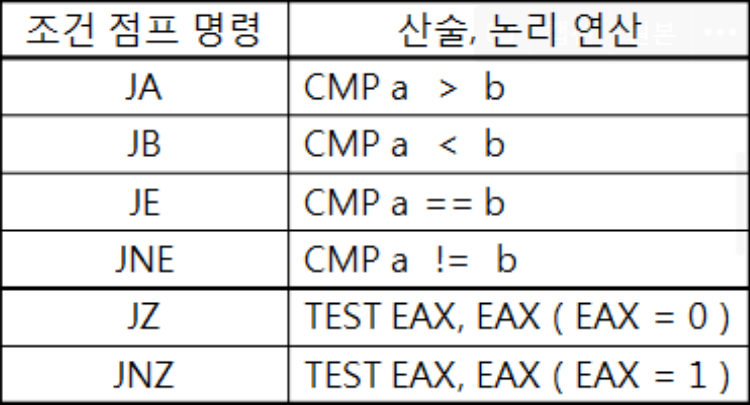 조건 점프 명령 산술, 논리 연산
JA CMP a > b
JB CMP a < b
JE CMP a == b
JNE CMP a != b
JZ TEST EAX, EAX ( EAX = 0 )
JNZ TEST EAX, EAX ( EAX = 1 )